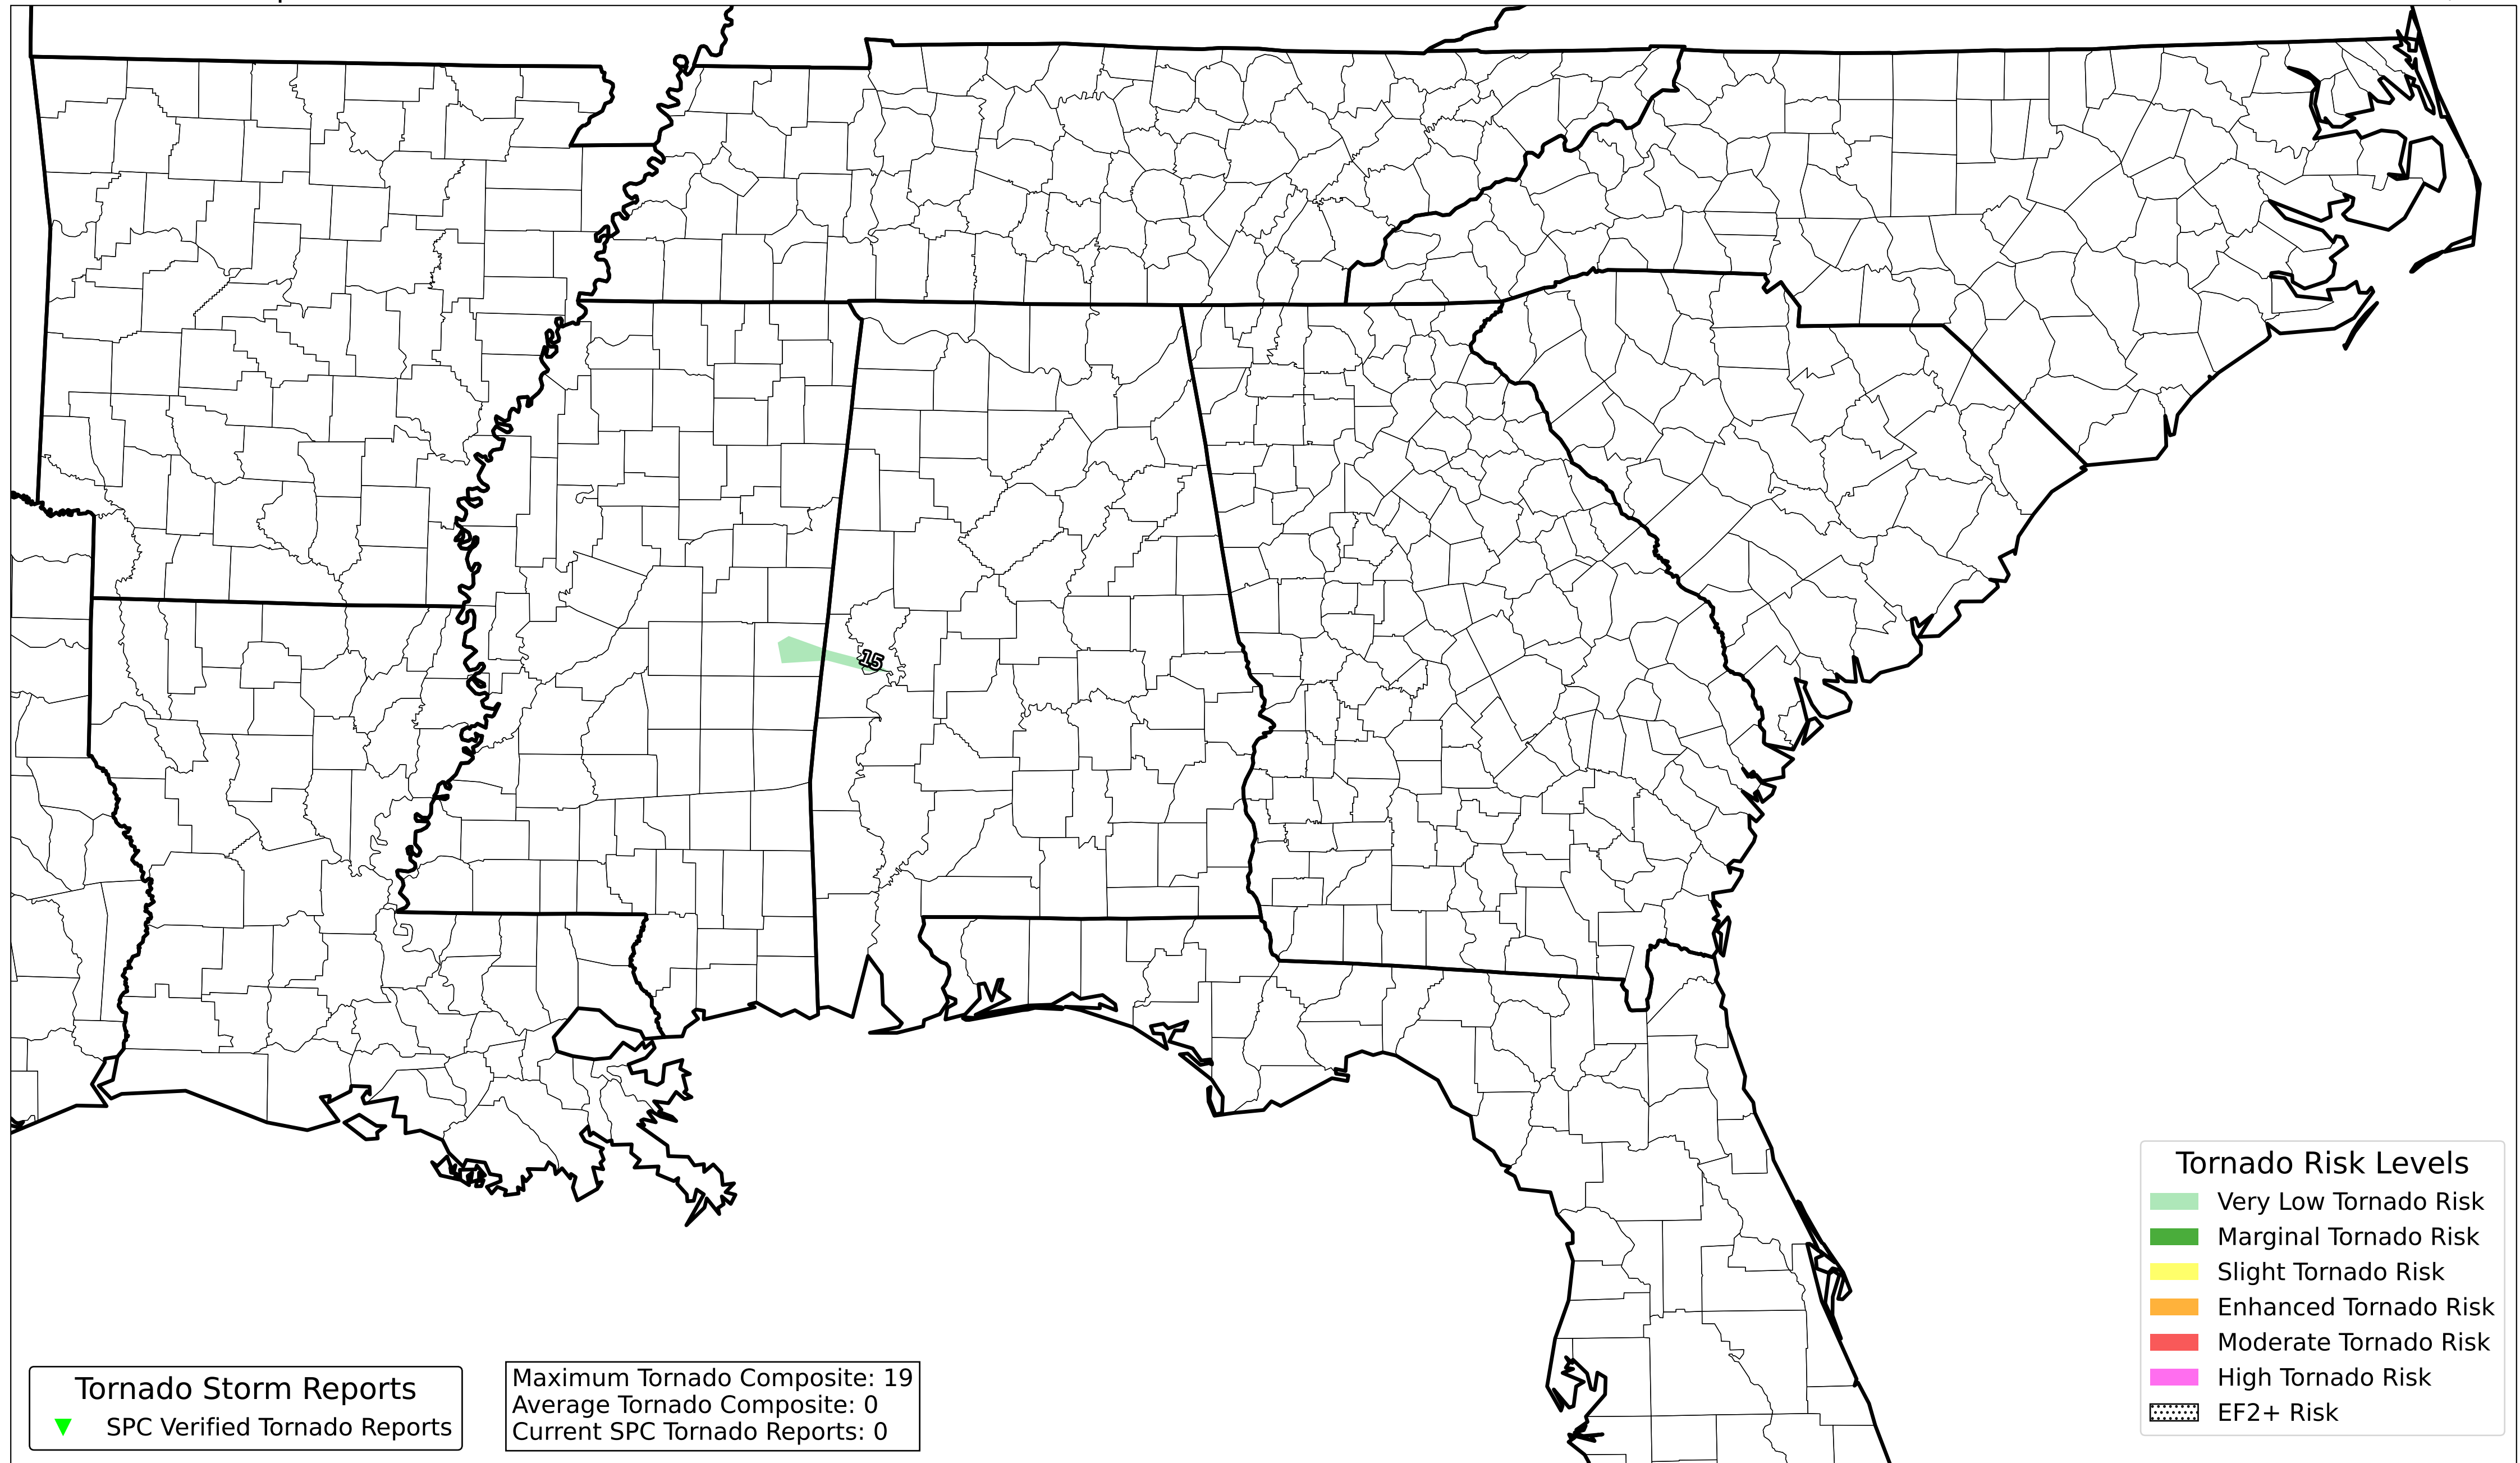 15
Tornado Risk Levels
Very Low Tornado Risk
Marginal Tornado Risk
Slight Tornado Risk
Enhanced Tornado Risk
Moderate Tornado Risk
High Tornado Risk
EF2+ Risk
Tornado Storm Reports
SPC Verified Tornado Reports
Maximum Tornado Composite: 19
Average Tornado Composite: 0
Current SPC Tornado Reports: 0